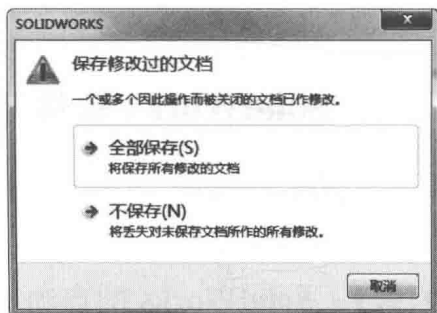 SOLIDWORKS
保存修改过的文档
一个或多个因此操作而被关闭的文档已作修改。
全部保存(S)
将保存所有修改的文档
不保存(N)
将丢失对未保存文档所作的所有修改。
取消